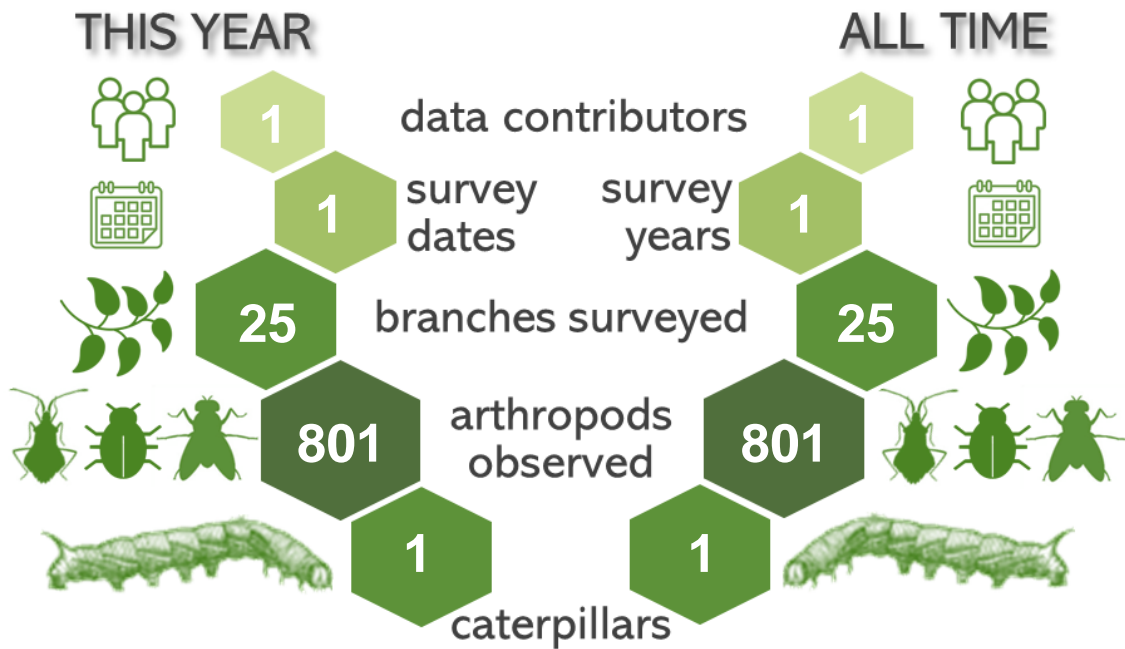 THIS YEAR ALL TIME
1 data contributors 1
1 survey dates survey years 1
25 branches surveyed 25
801 arthropods observed 801
1 1
caterpillars